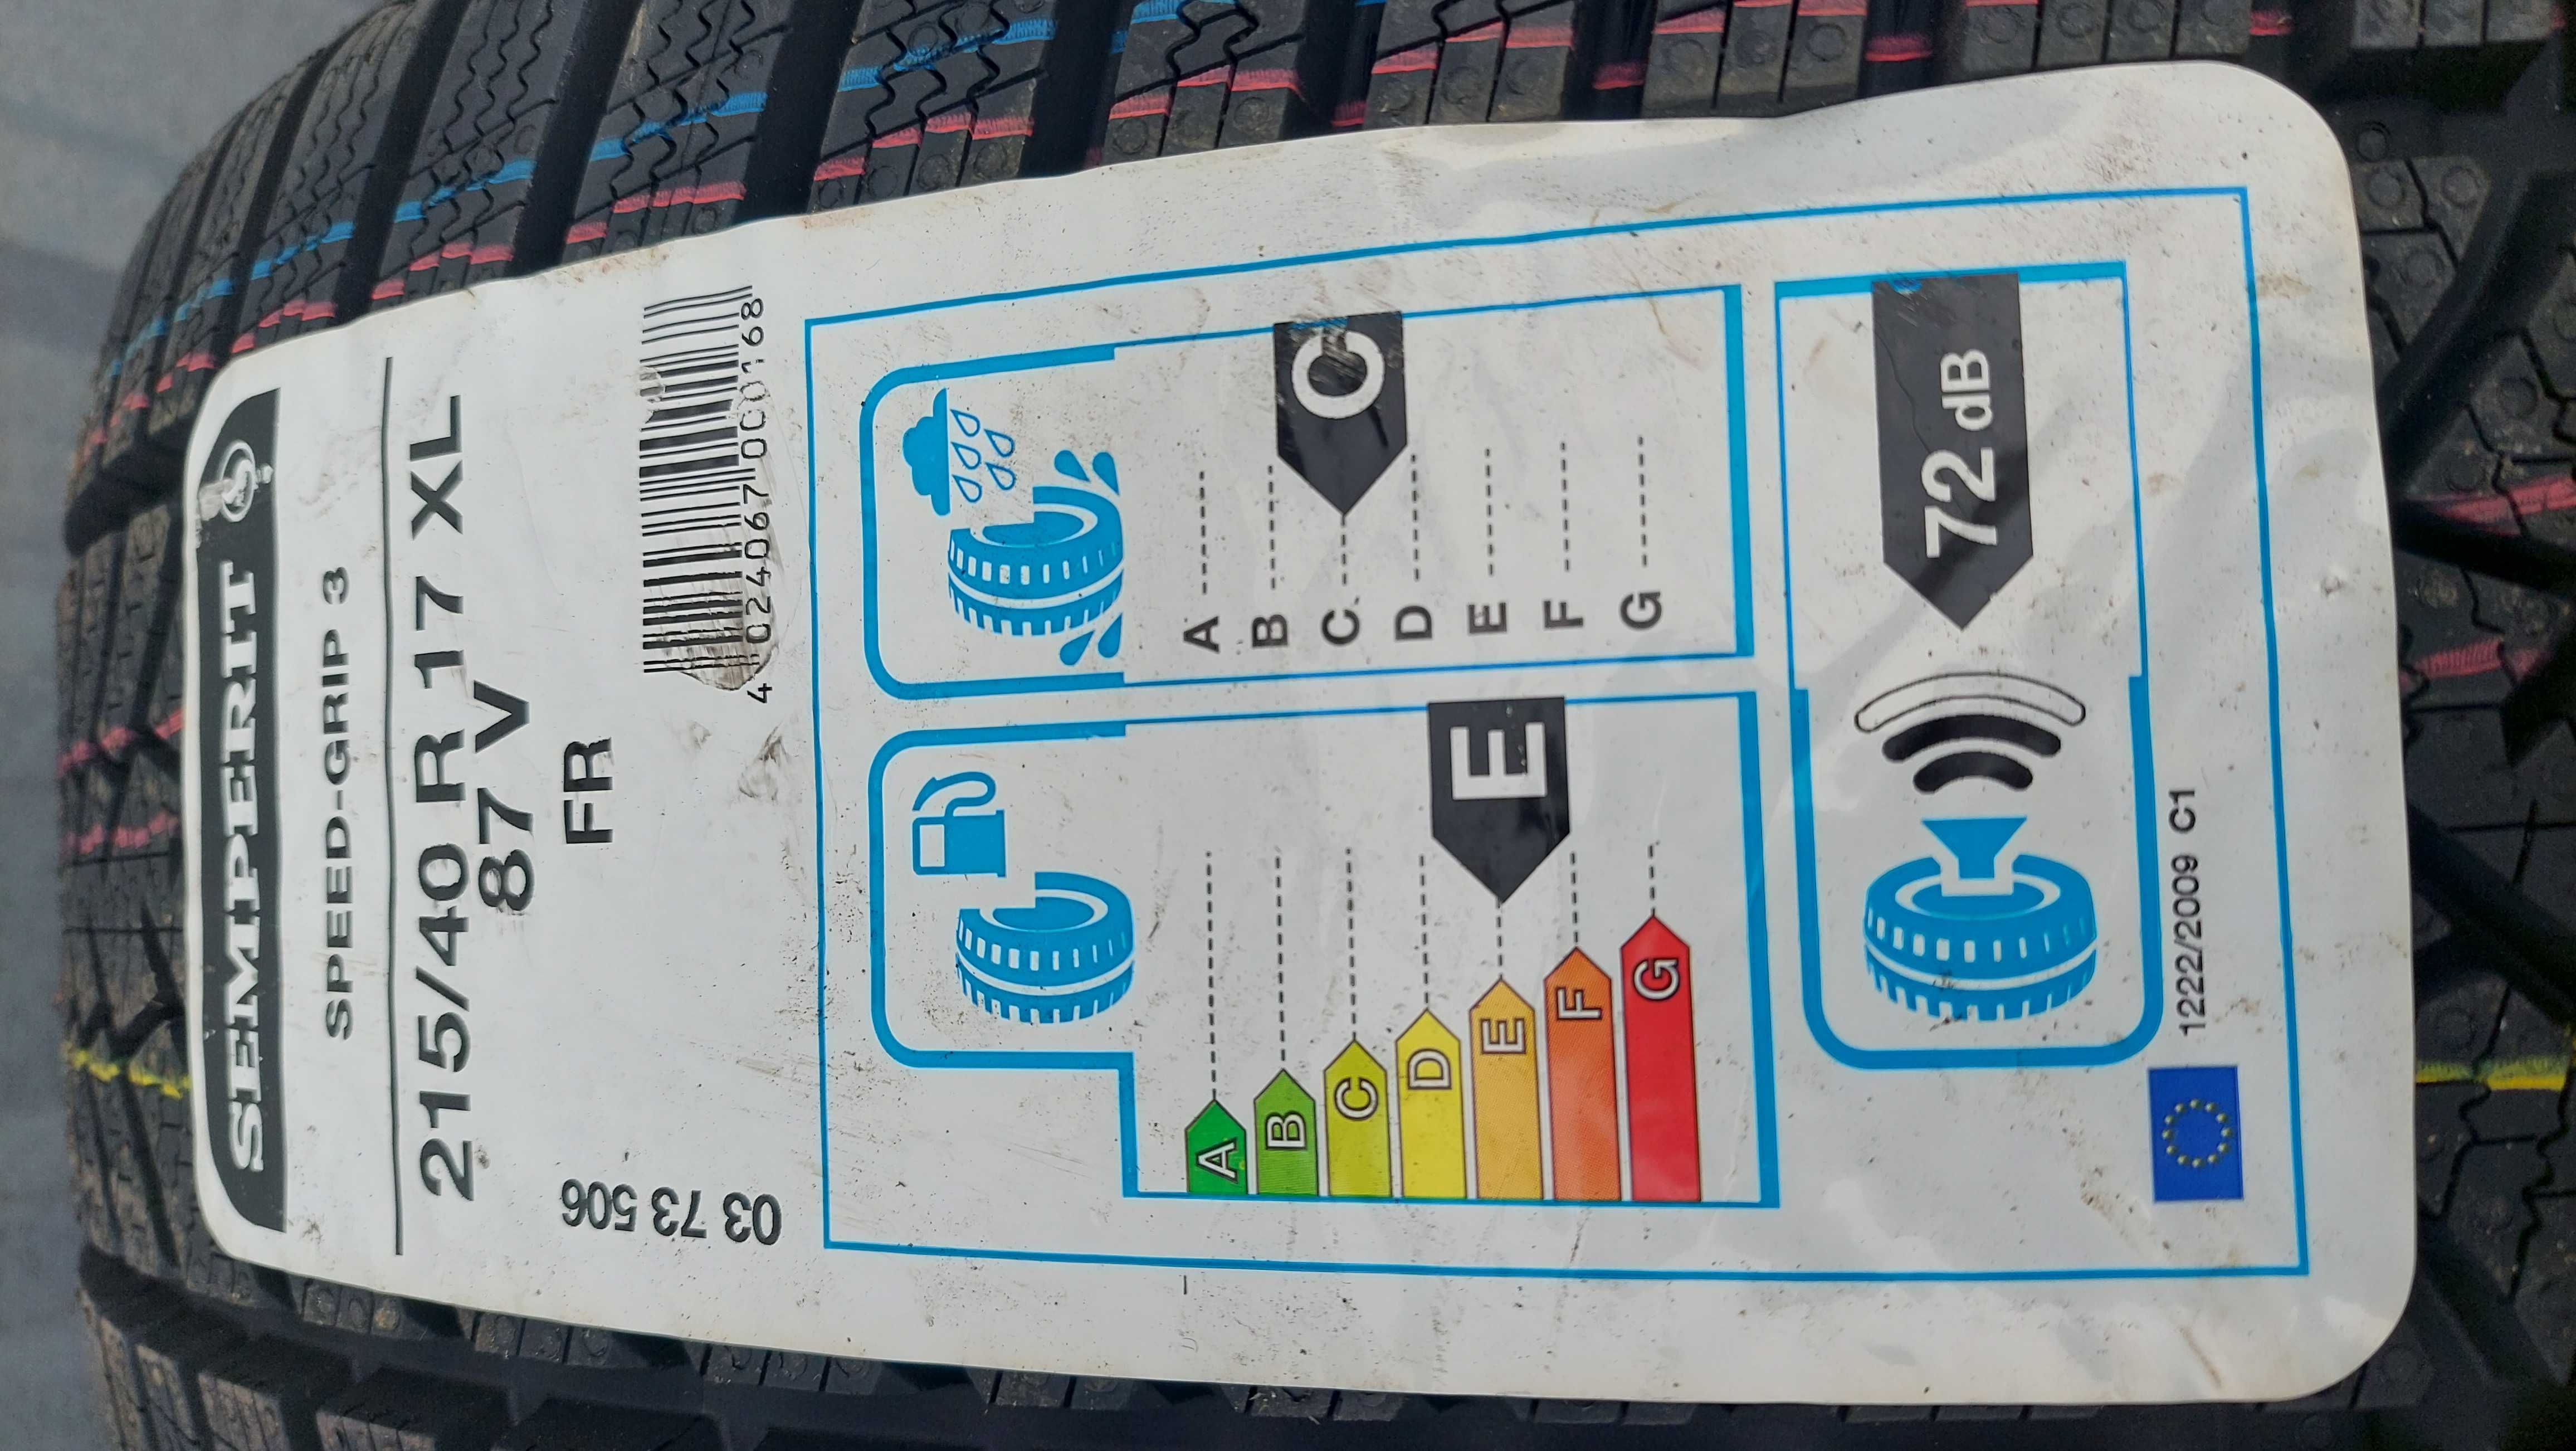 SEMPERIT
SPEED-GRIP 3
215/40 R 17 XL
87 V
FR
03 73 506
4 024067 000168
A
B
C
D
E
F
G
E
A
B
C
D
E
F
G
C
72 dB
1222/2009 C1